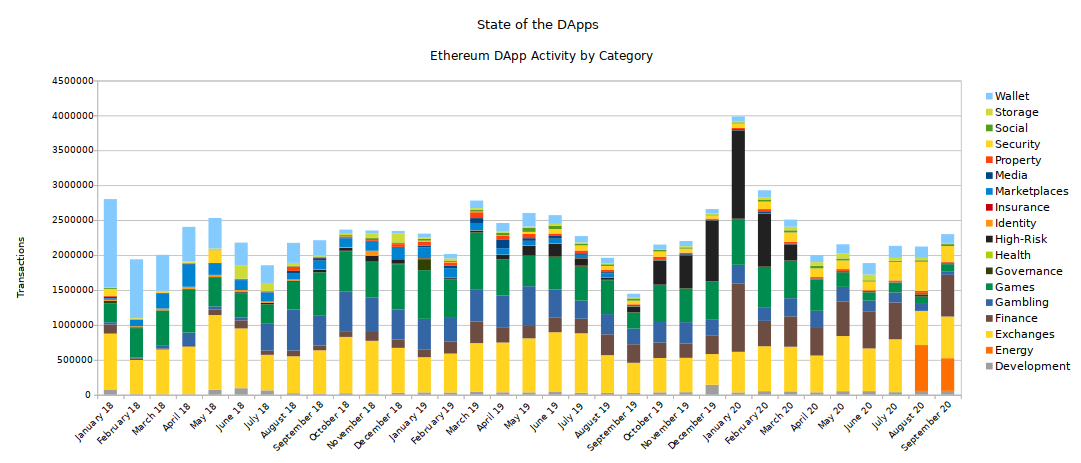 State of the DApps
Ethereum DApp Activity by Category
Transactions
4500000
4000000
3500000
3000000
2500000
2000000
1500000
1000000
500000
0
January 18
February 18
March 18
April 18
May 18
June 18
July 18
August 18
September 18
October 18
November 18
December 18
January 19
February 19
March 19
April 19
May 19
June 19
July 19
August 19
September 19
October 19
November 19
December 19
January 20
February 20
March 20
April 20
May 20
June 20
July 20
August 20
September 20
Wallet
Storage
Social
Security
Property
Media
Marketplaces
Insurance
Identity
High-Risk
Health
Governance
Games
Gambling
Finance
Exchanges
Energy
Development